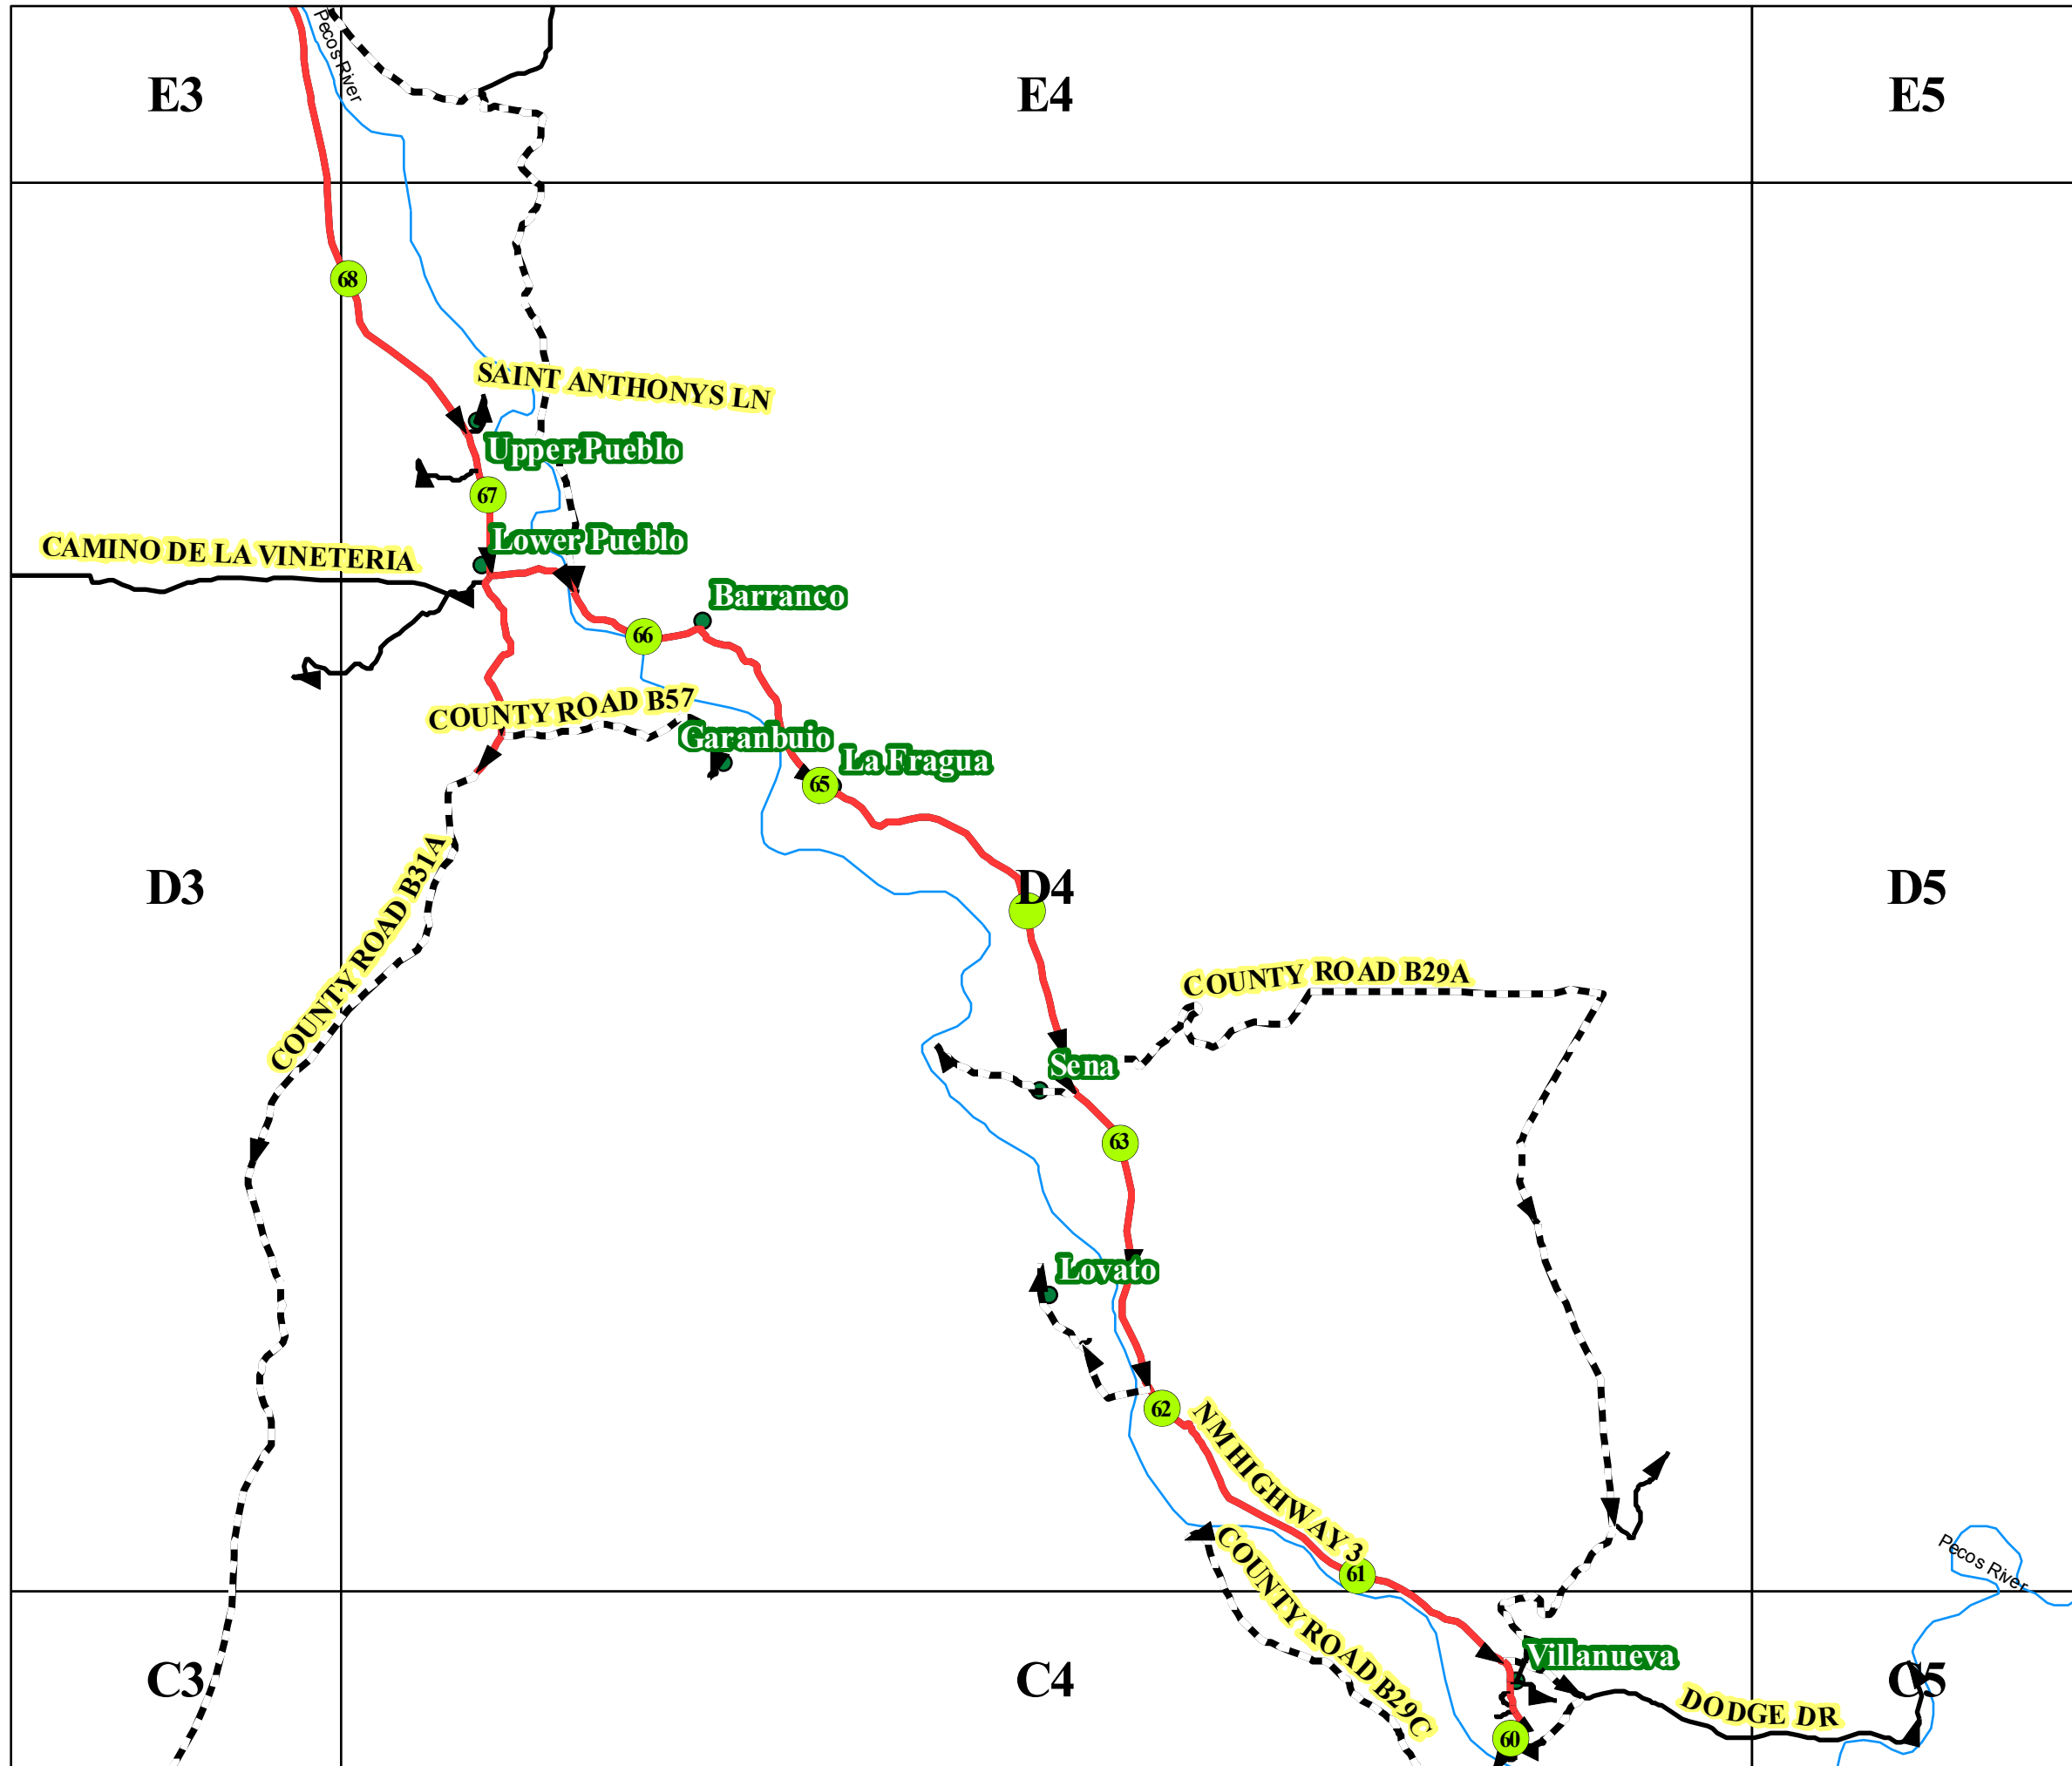 Pecos River
E3
E4
E5
68
SAINT ANTHONYS LN
Upper Pueblo
67
Lower Pueblo
CAMINO DE LA VINETERIA
Barranco
66
COUNTY ROAD B57
Garanbuio
La Fragua
65
COUNTY ROAD B31A
D3
D4
D5
COUNTY ROAD B29A
Sena
63
Lovato
62
NM HIGHWAY 3
COUNTY ROAD B29C
61
Pecos River
C3
C4
Villanueva
C5
DODGE DR
60